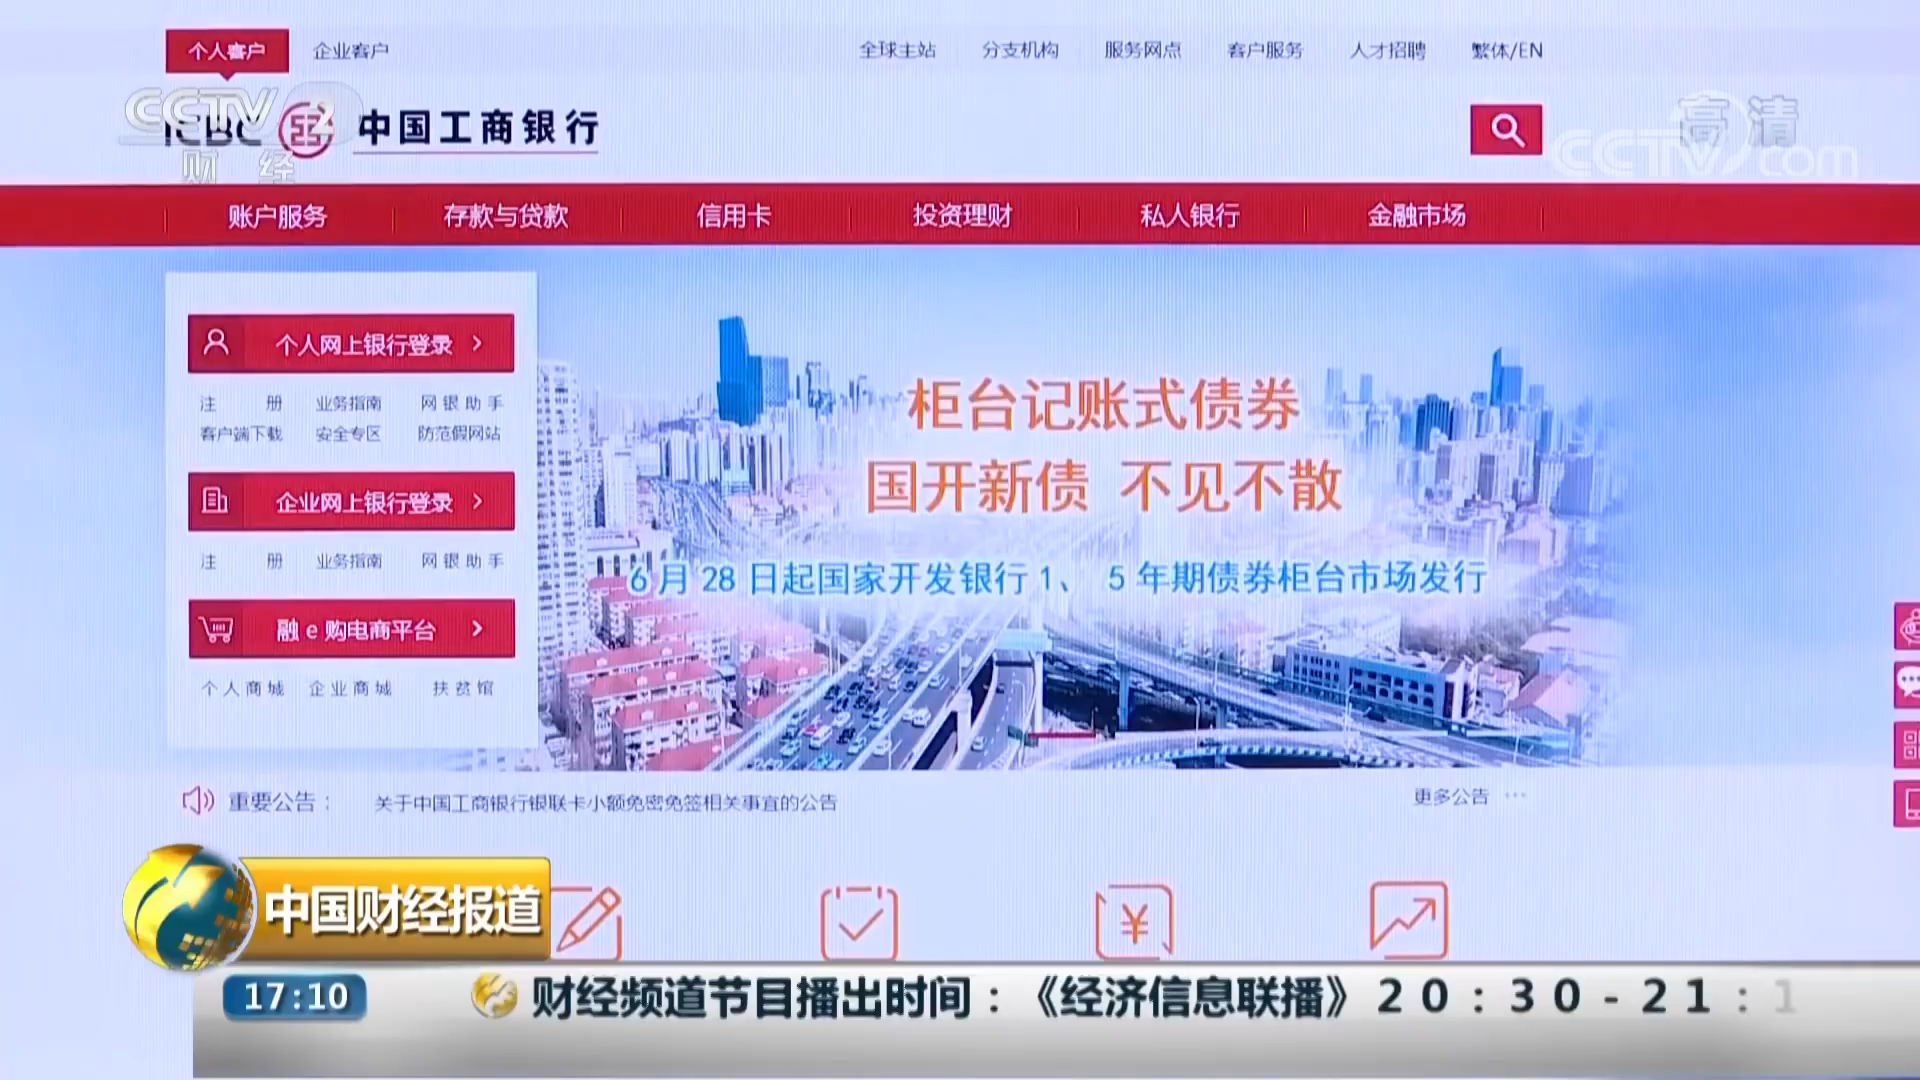 个人客户 企业客户 全球主站 分支机构 服务网点 客户服务 人才招聘 繁体/EN
CCTV 2 财经
ICBC 中国工商银行
高清
CCTV.com
账户服务 存款与贷款 信用卡 投资理财 私人银行 金融市场
个人网上银行登录
注册 业务指南 网银助手
客户端下载 安全专区 防范假网站
企业网上银行登录
注册 业务指南 网银助手
融e购电商平台
个人商城 企业商城 扶贫馆
柜台记账式债券
国开新债 不见不散
6月28日起国家开发银行1、 5年期债券柜台市场发行
重要公告： 关于中国工商银行银联卡小额免密免签相关事宜的公告 更多公告 ···
中国财经报道
17:10 财经频道节目播出时间：《经济信息联播》20:30-21:1